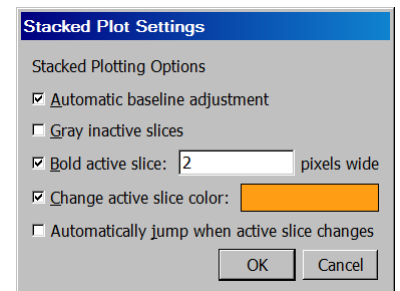 Stacked Plot Settings
Stacked Plotting Options
Automatic baseline adjustment
Gray inactive slices
Bold active slice: 2 pixels wide
Change active slice color:
Automatically jump when active slice changes
OK Cancel